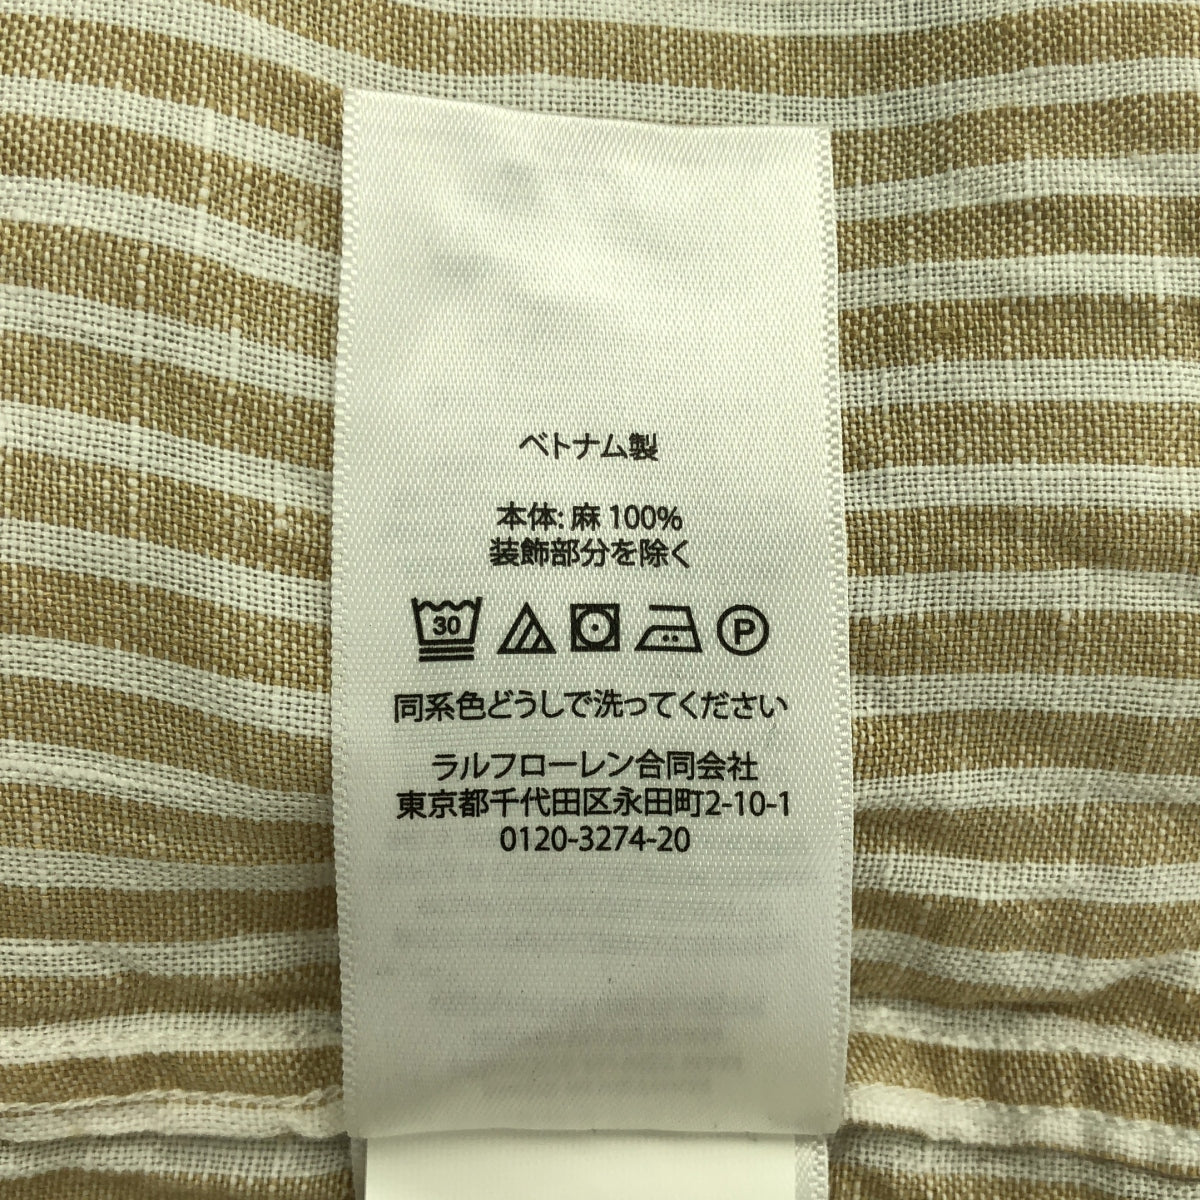 ベトナム製
本体: 麻 100%
装飾部分を除く
30 P
同系色どうしで洗ってください
ラルフローレン合同会社
東京都千代田区永田町2-10-1
0120-3274-20